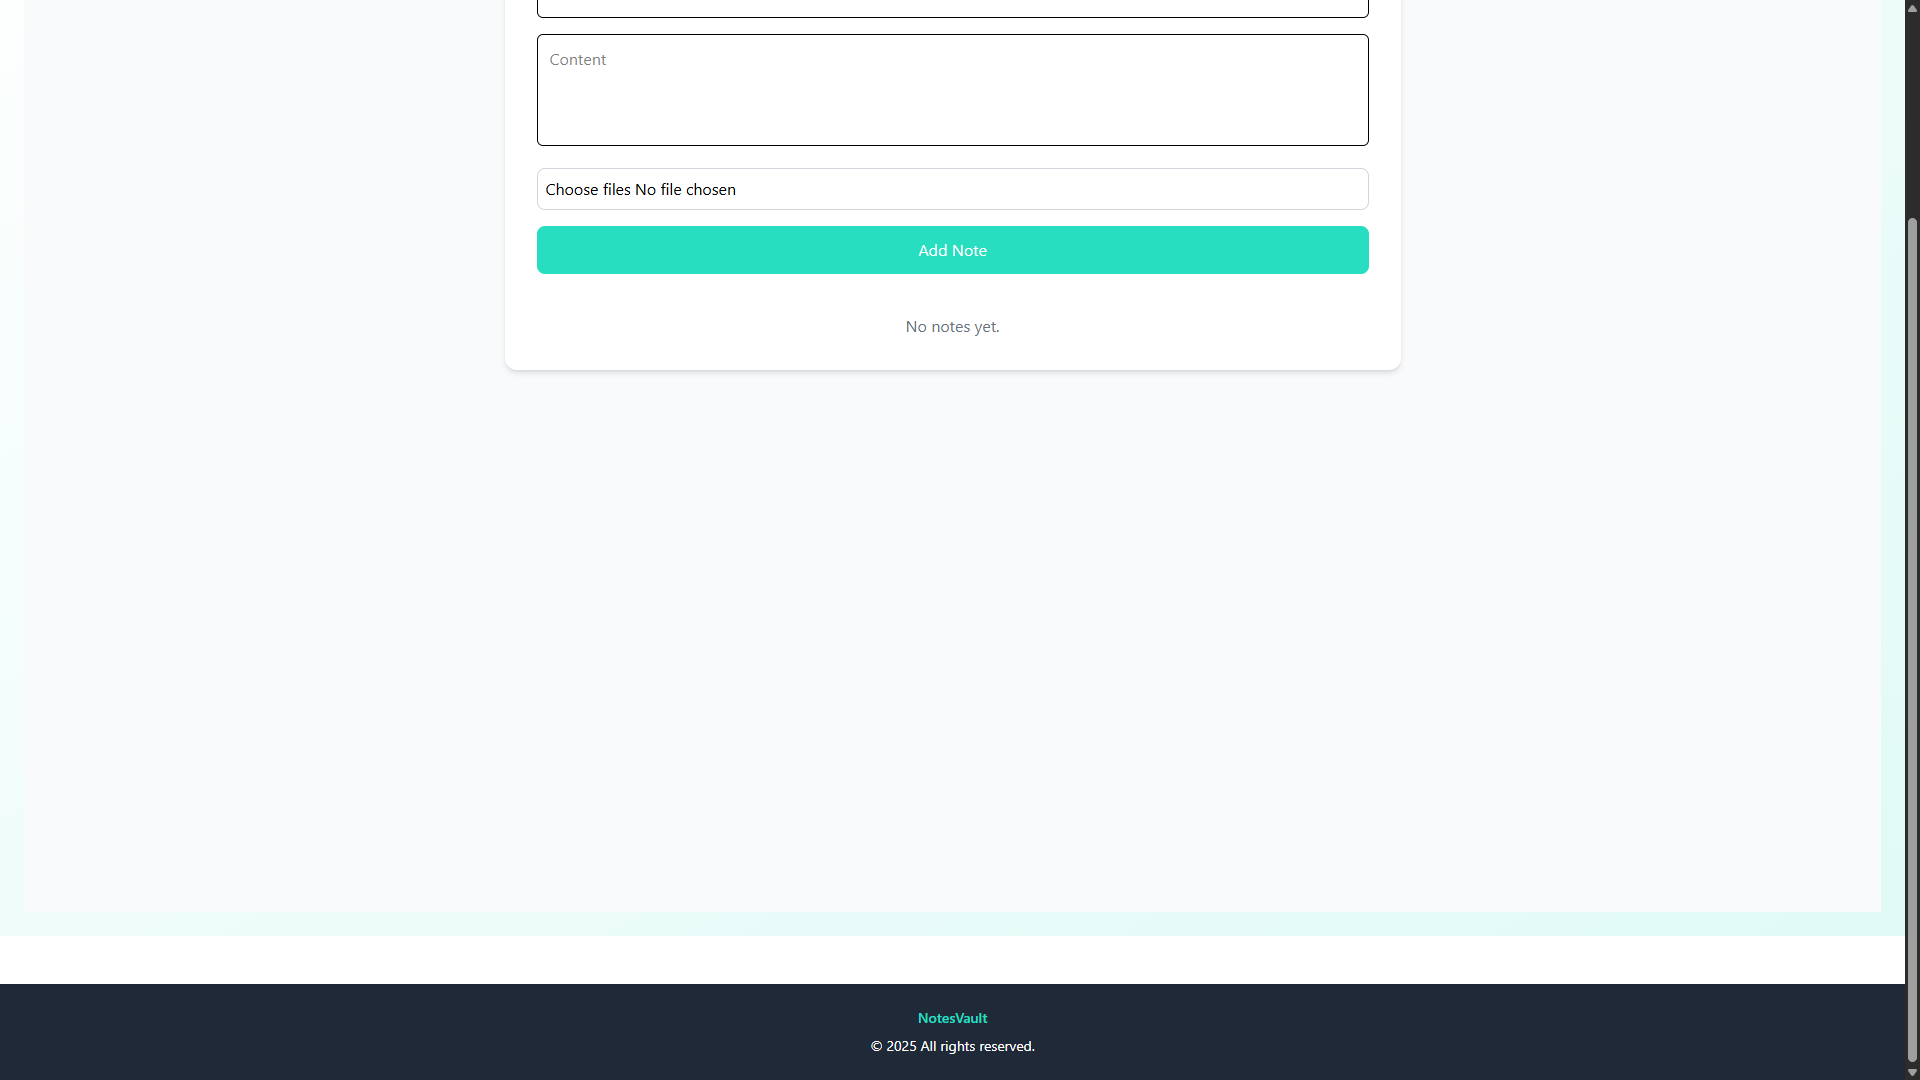 Content
Choose files No file chosen
Add Note
No notes yet.
NotesVault
© 2025 All rights reserved.